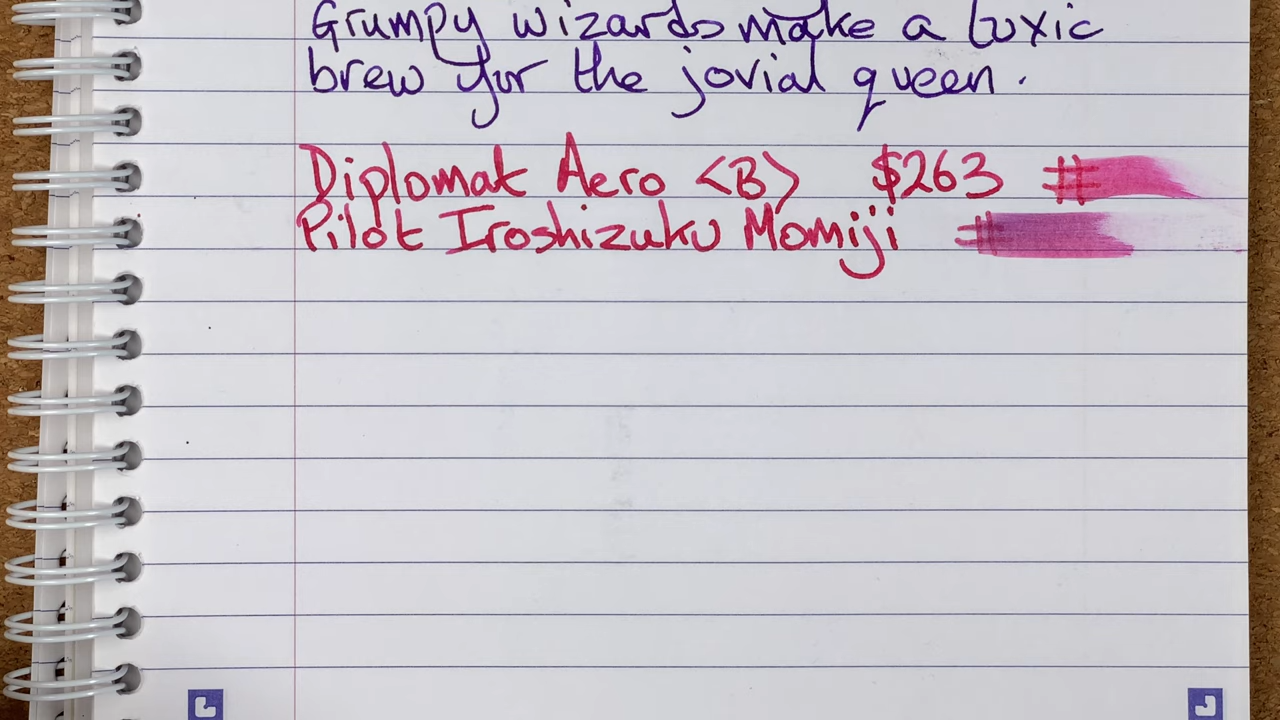 Grumpy wizards make a toxic
brew for the jovial queen.
Diplomat Aero <B> $263
Pilot Iroshizuku Momiji